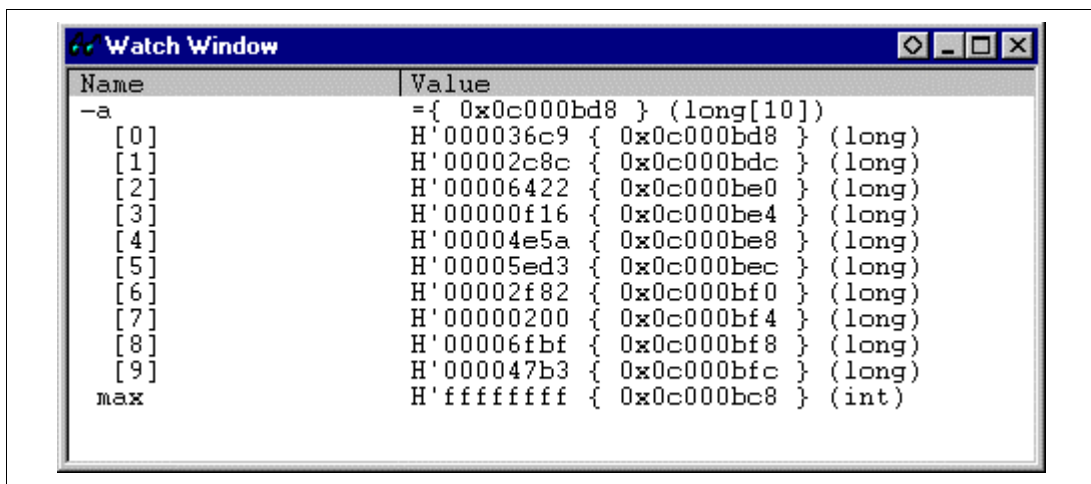 Watch Window
Name Value
-a ={ 0x0c000bd8 } (long[10])
[0] H'000036c9 { 0x0c000bd8 } (long)
[1] H'00002c8c { 0x0c000bdc } (long)
[2] H'00006422 { 0x0c000be0 } (long)
[3] H'00000f16 { 0x0c000be4 } (long)
[4] H'00004e5a { 0x0c000be8 } (long)
[5] H'00005ed3 { 0x0c000bec } (long)
[6] H'00002f82 { 0x0c000bf0 } (long)
[7] H'00000200 { 0x0c000bf4 } (long)
[8] H'00006fbf { 0x0c000bf8 } (long)
[9] H'000047b3 { 0x0c000bfc } (long)
max H'ffffffff { 0x0c000bc8 } (int)